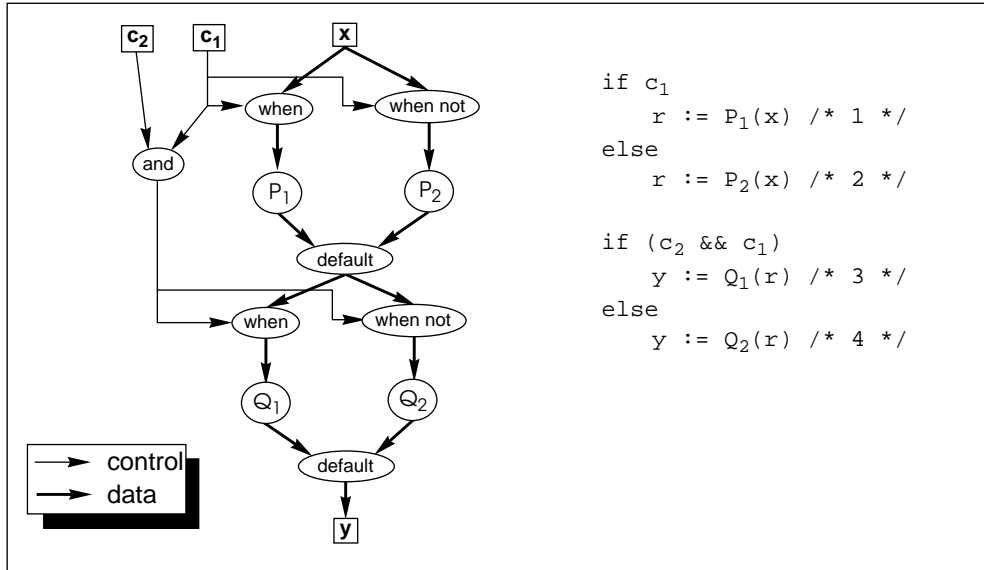 c2 c1 x
when
when not
and
P1
P2
default
when
when not
Q1
Q2
default
y
control
data
if c1
r := P1(x) /* 1 */
else
r := P2(x) /* 2 */
if (c2 && c1)
y := Q1(r) /* 3 */
else
y := Q2(r) /* 4 */